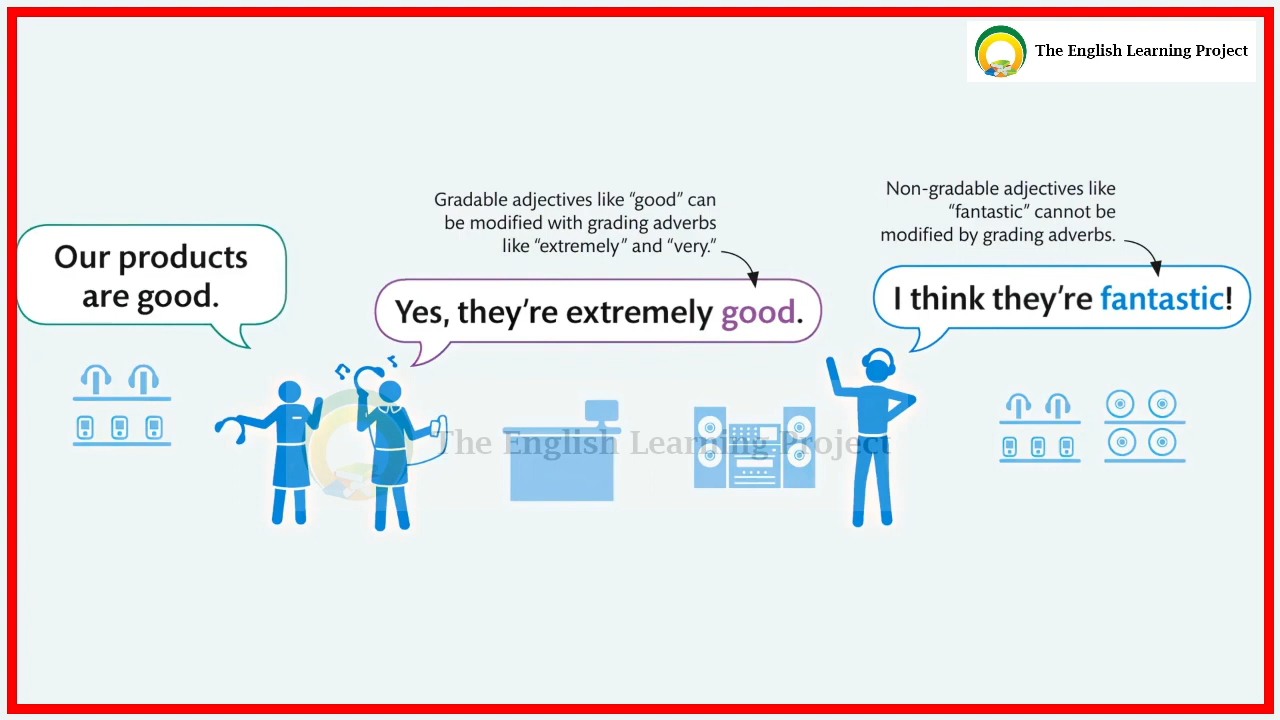 The English Learning Project
Our products
are good.
Gradable adjectives like “good” can
be modified with grading adverbs
like “extremely” and “very.”
Yes, they’re extremely good.
Non-gradable adjectives like
“fantastic” cannot be
modified by grading adverbs.
I think they’re fantastic!
The English Learning Project